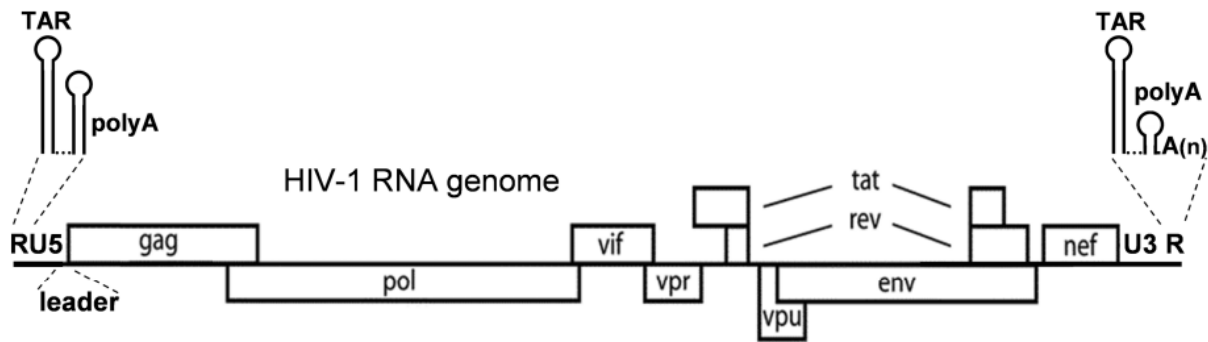 TAR
TAR
polyA
polyA
A(n)
HIV-1 RNA genome
tat
rev
RU5
gag
vif
nef
U3 R
pol
vpr
env
leader
vpu